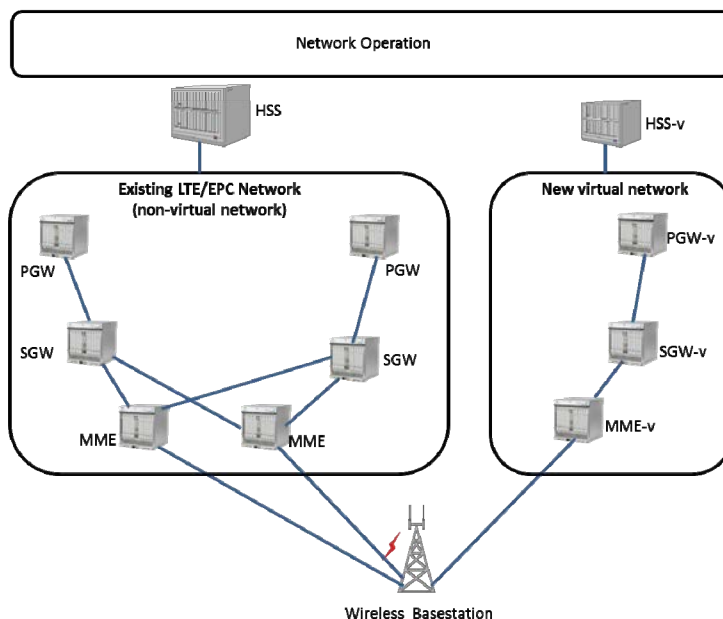 Network Operation
HSS
HSS-v
Existing LTE/EPC Network
(non-virtual network)
New virtual network
PGW
PGW
PGW-v
SGW
SGW
SGW-v
MME
MME
MME-v
Wireless Basestation